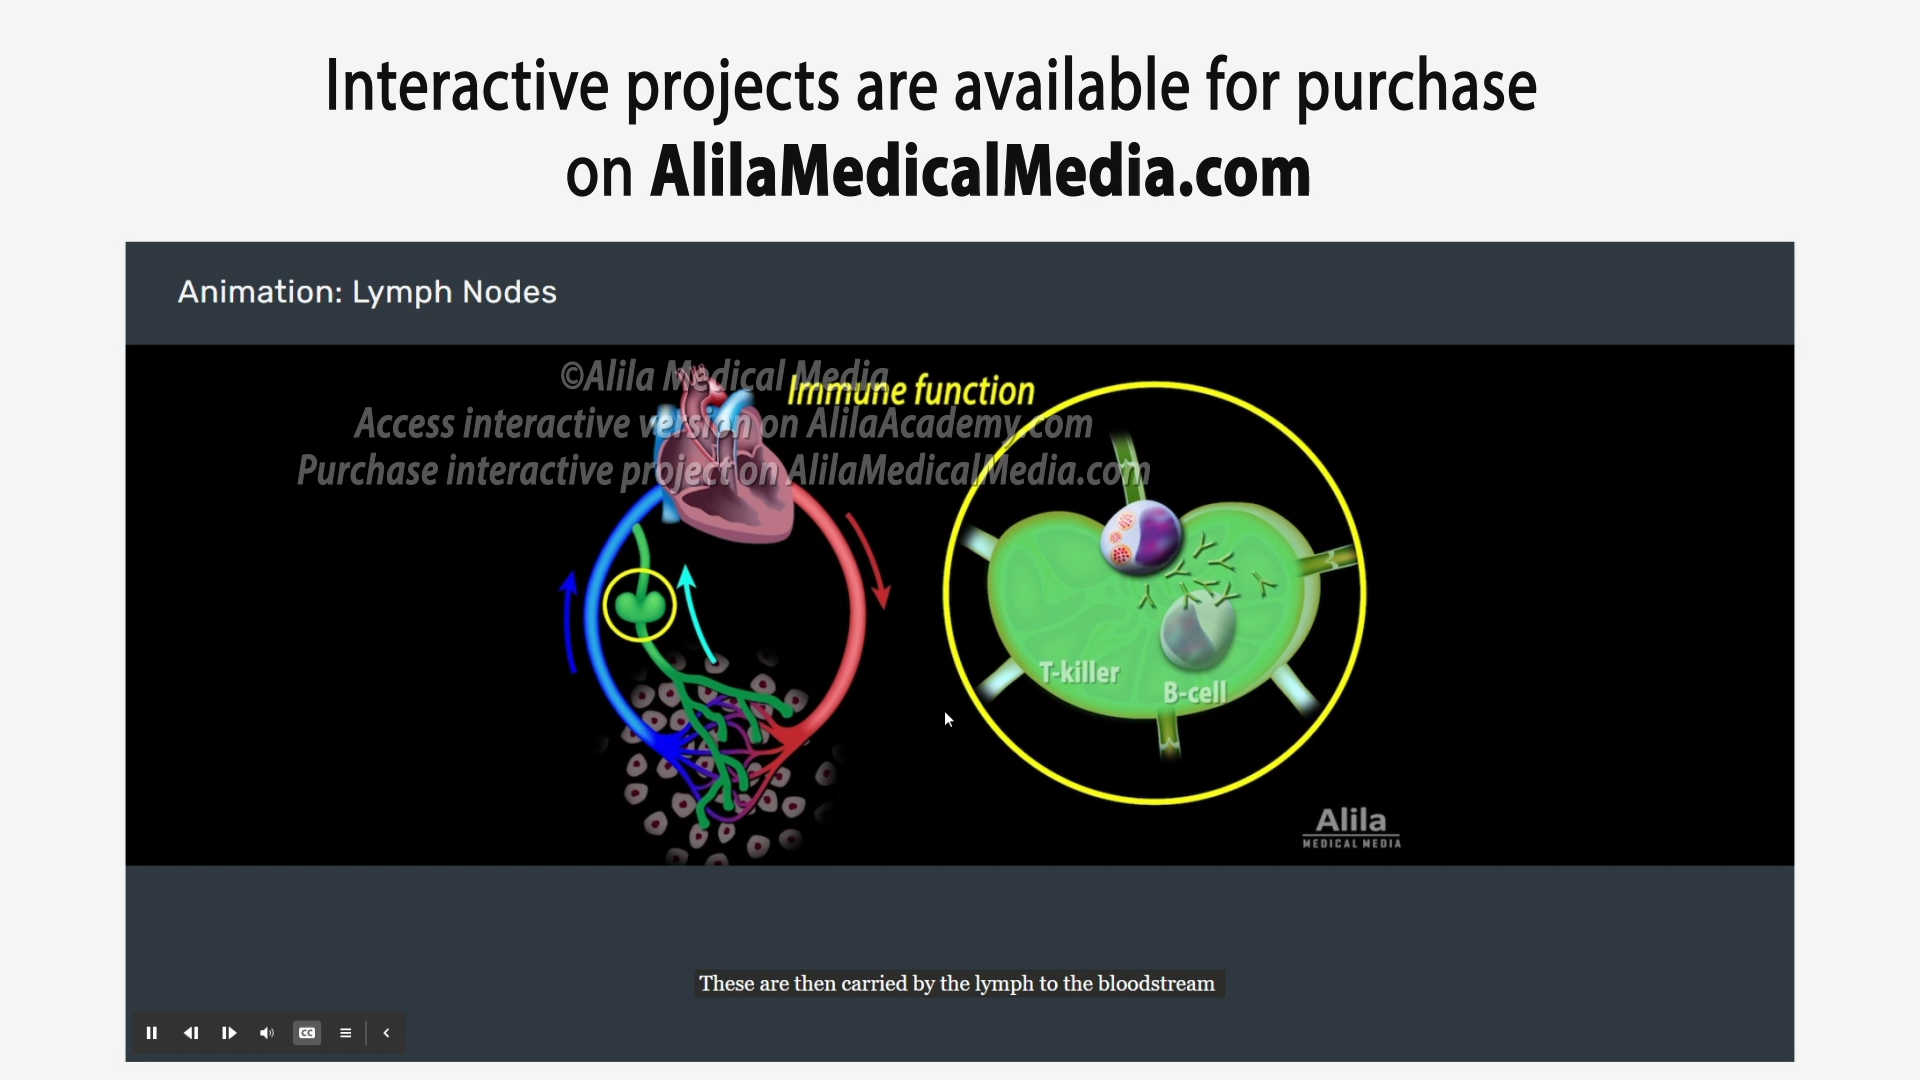 Interactive projects are available for purchase
on AlilaMedicalMedia.com
Animation: Lymph Nodes
©Alila Medical Media
Immune function
Access interactive version on AlilaAcademy.com
Purchase interactive project on AlilaMedicalMedia.com
T-killer
B-cell
Alila
MEDICAL MEDIA
These are then carried by the lymph to the bloodstream
CC